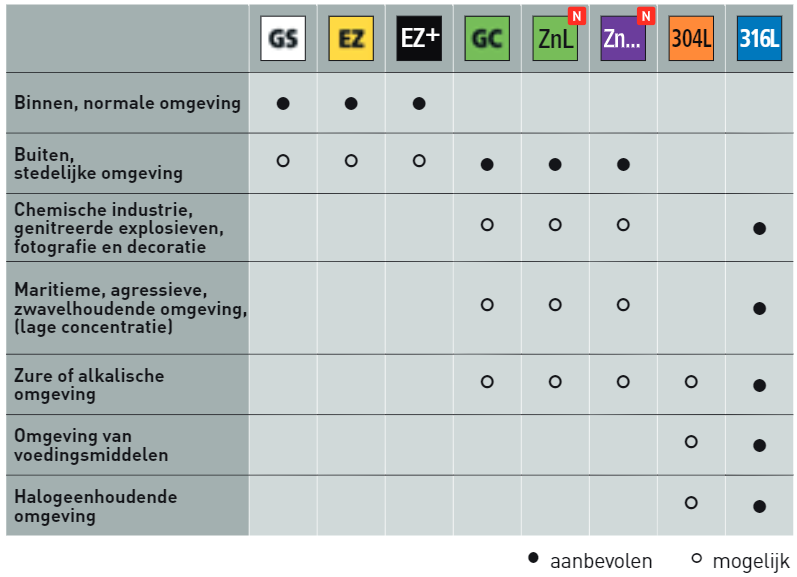 GS EZ EZ+ GC ZnL N Zn... N 304L 316L
Binnen, normale omgeving ● ● ●
Buiten,
stedelijke omgeving ○ ○ ○ ● ● ●
Chemische industrie,
genitreerde explosieven,
fotografie en decoratie ○ ○ ○ ●
Maritieme, agressieve,
zwavelhoudende omgeving,
(lage concentratie) ○ ○ ○ ●
Zure of alkalische
omgeving ○ ○ ○ ○ ●
Omgeving van
voedingsmiddelen ○ ●
Halogeenhoudende
omgeving ○ ●
● aanbevolen ○ mogelijk